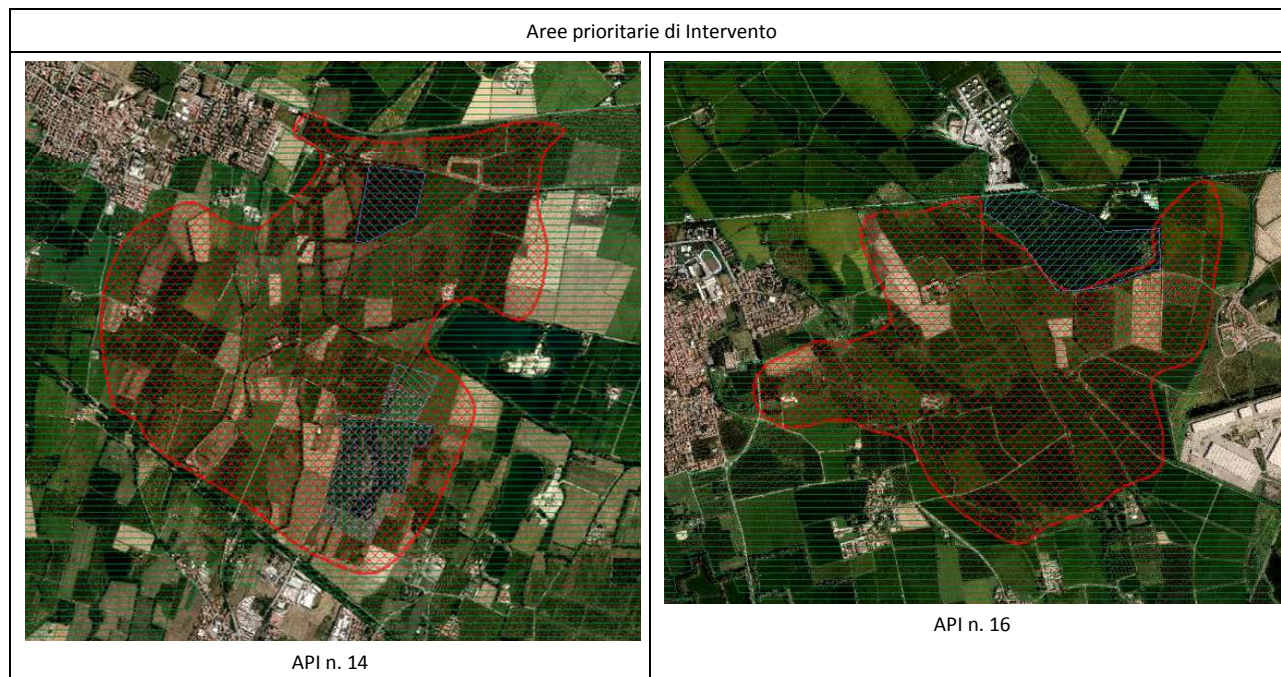 Aree prioritarie di Intervento
API n. 14
API n. 16